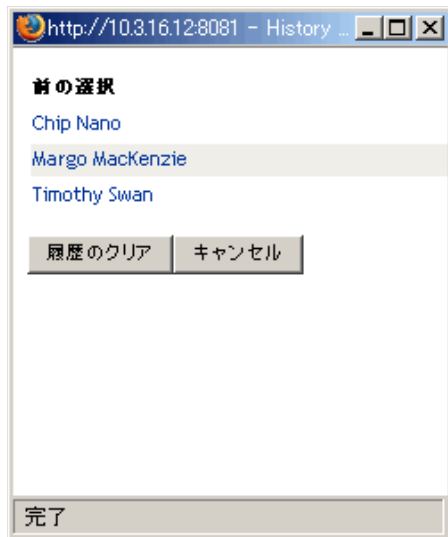 http://10.3.16.12:8081 - History ...
前の選択
Chip Nano
Margo MacKenzie
Timothy Swan
履歴のクリア キャンセル
完了